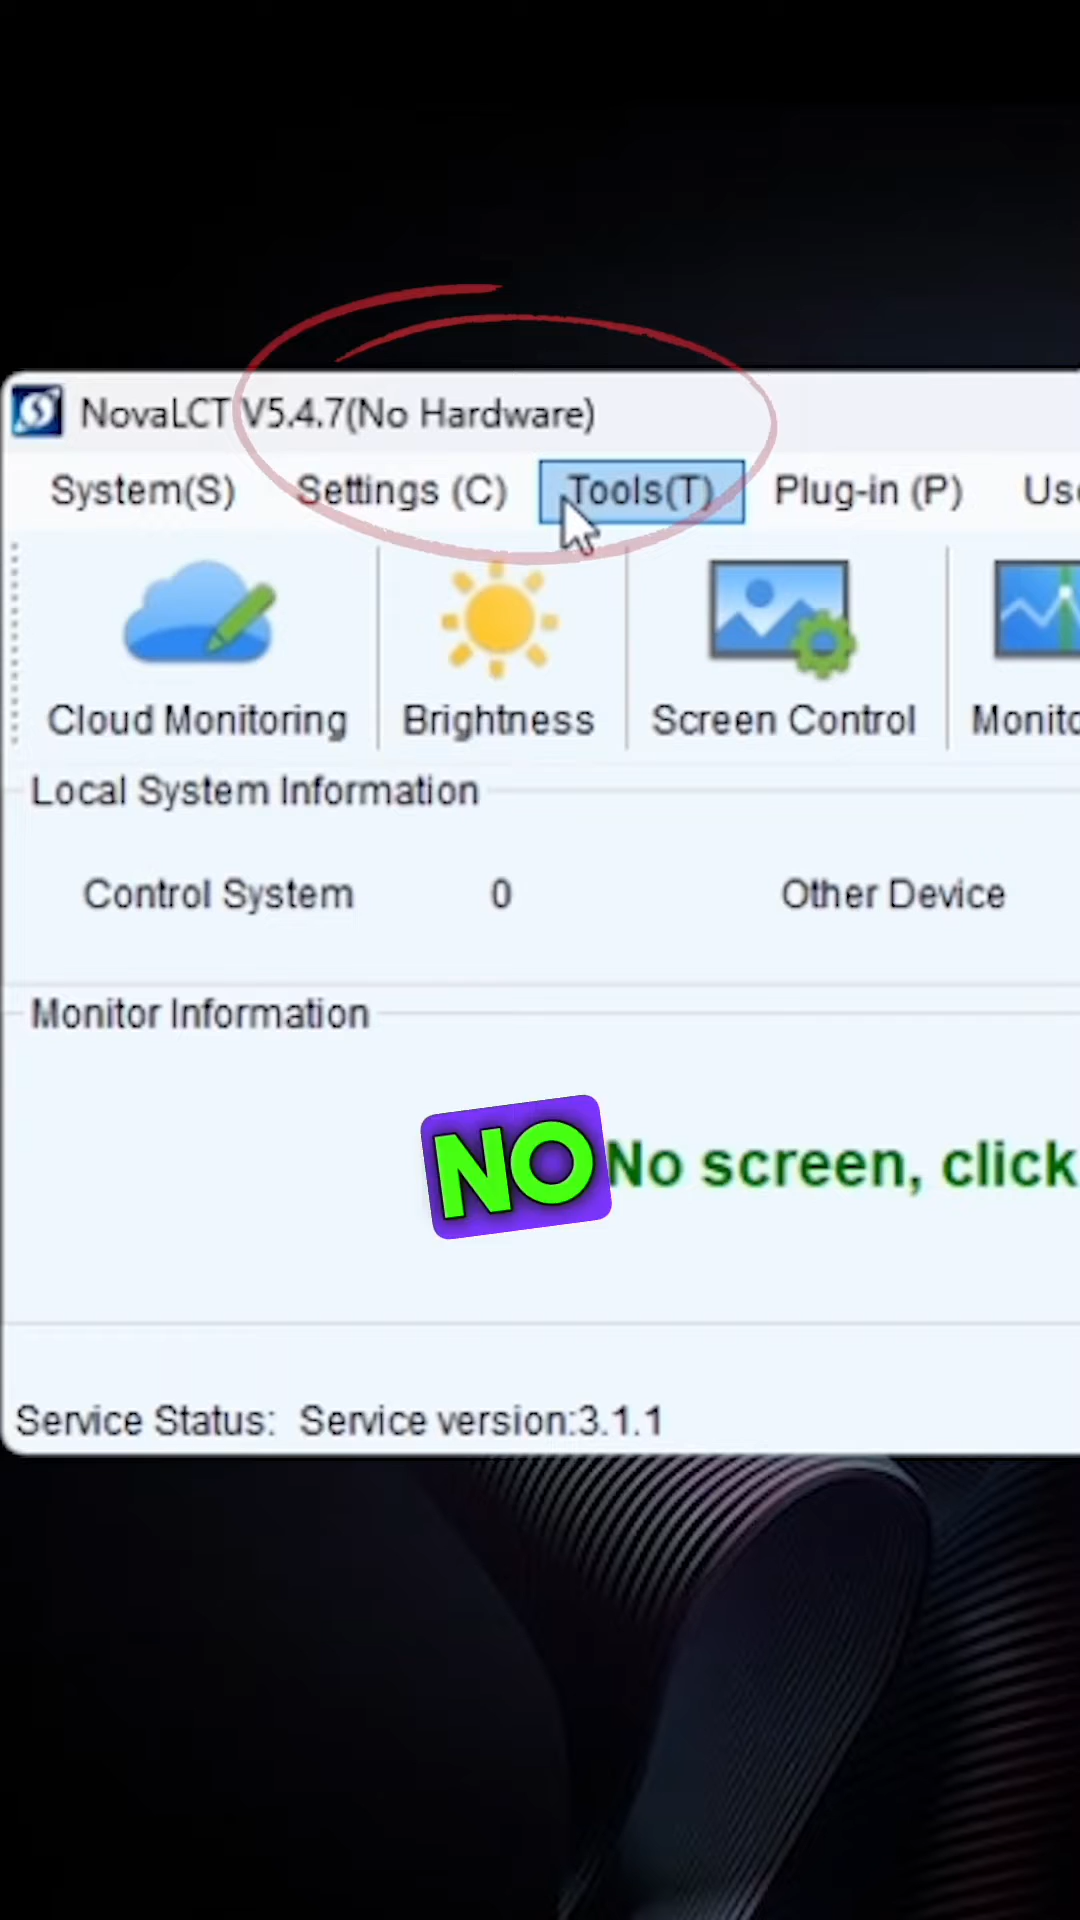 NovaLCT V5.4.7(No Hardware)
System(S) Settings (C) Tools(T) Plug-in (P)
Cloud Monitoring Brightness Screen Control
Local System Information
Control System 0 Other Device
Monitor Information
NO
No screen, click
Service Status: Service version:3.1.1